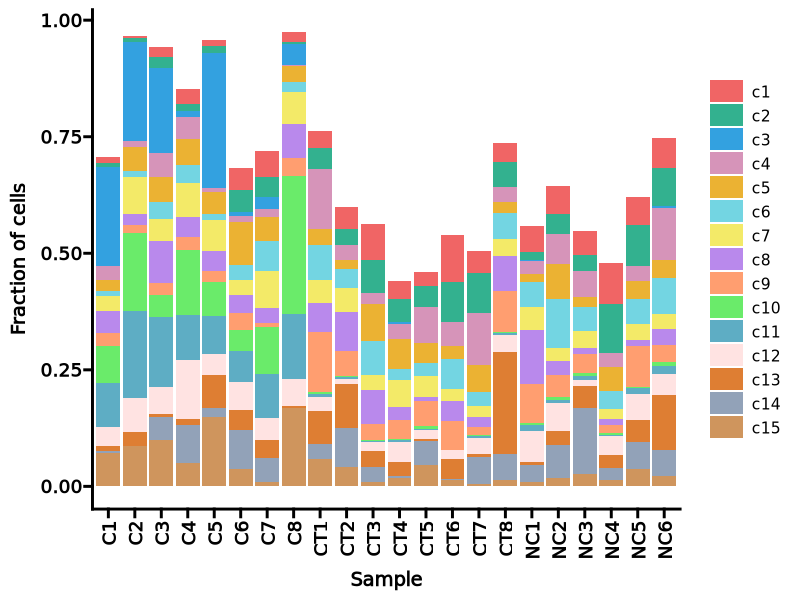 1.00
0.75
0.50
0.25
0.00
Fraction of cells
C1 C2 C3 C4 C5 C6 C7 C8 CT1 CT2 CT3 CT4 CT5 CT6 CT7 CT8 NC1 NC2 NC3 NC4 NC5 NC6
Sample
c1
c2
c3
c4
c5
c6
c7
c8
c9
c10
c11
c12
c13
c14
c15